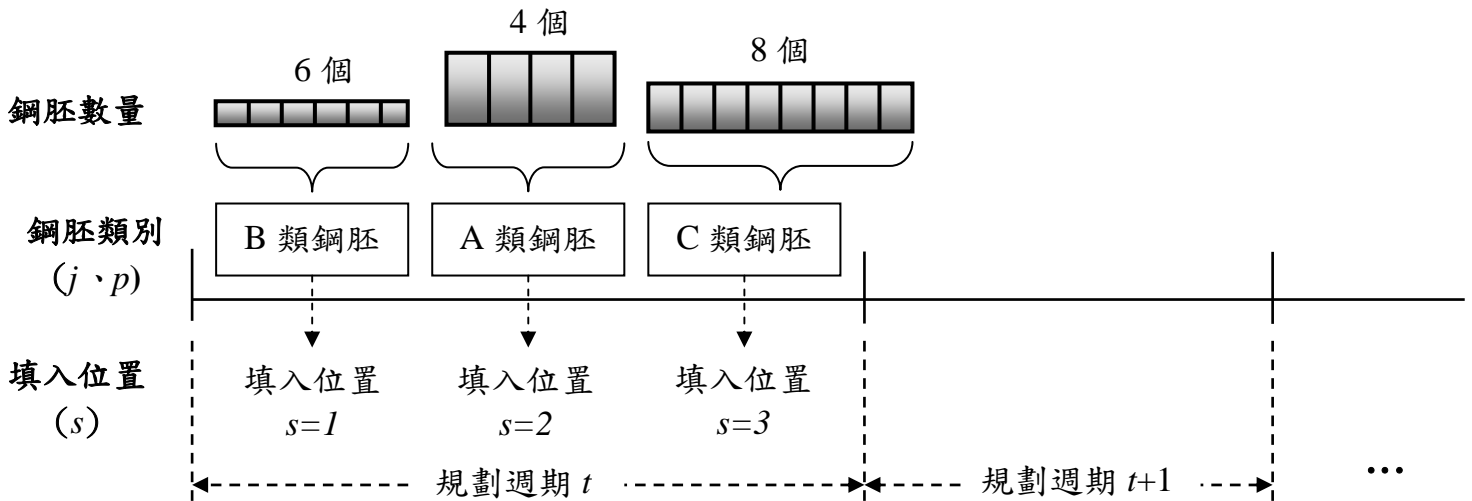 4 個
6 個
8 個
鋼胚數量
B 類鋼胚
A 類鋼胚
C 類鋼胚
鋼胚類別
(j、p)
填入位置
填入位置
填入位置
填入位置
(s)
s=1
s=2
s=3
規劃週期 t
規劃週期 t+1
...